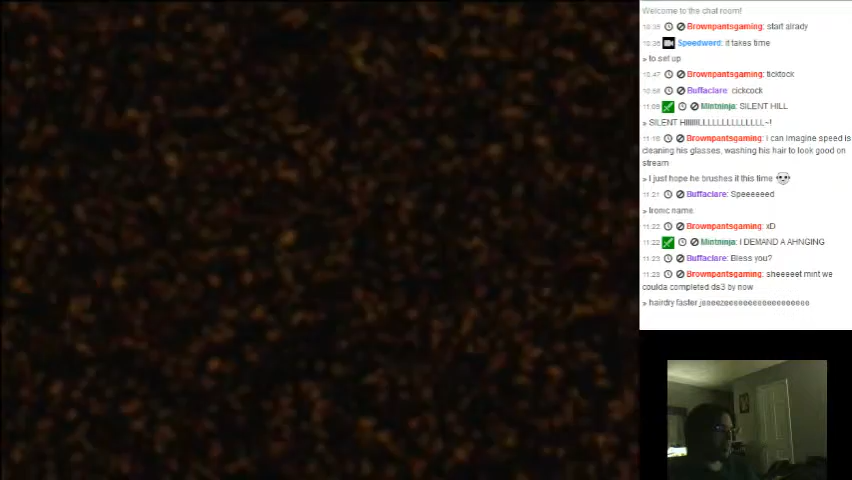 Welcome to the chat room!
10:35 Brownpantsgaming: start alrady
10:36 Speedwerd: it takes time
» to set up
10:47 Brownpantsgaming: ticktock
10:56 Buffaclare: cickcock
11:09 Mintninja: SILENT HILL
» SILENT HIIIIIILLLLLLLLLLLLLL~!
11:16 Brownpantsgaming: I can imagine speed is
cleaning his glasses, washing his hair to look good on
stream
» I just hope he brushes it this time
11:21 Buffaclare: Speeeeeed
» Ironic name.
11:22 Brownpantsgaming: xD
11:22 Mintninja: I DEMAND A AHNGING
11:23 Buffaclare: Bless you?
11:23 Brownpantsgaming: sheeeeet mint we
coulda completed ds3 by now
» hairdry faster jeeeezeeeeeeeeeeeeeeeeee